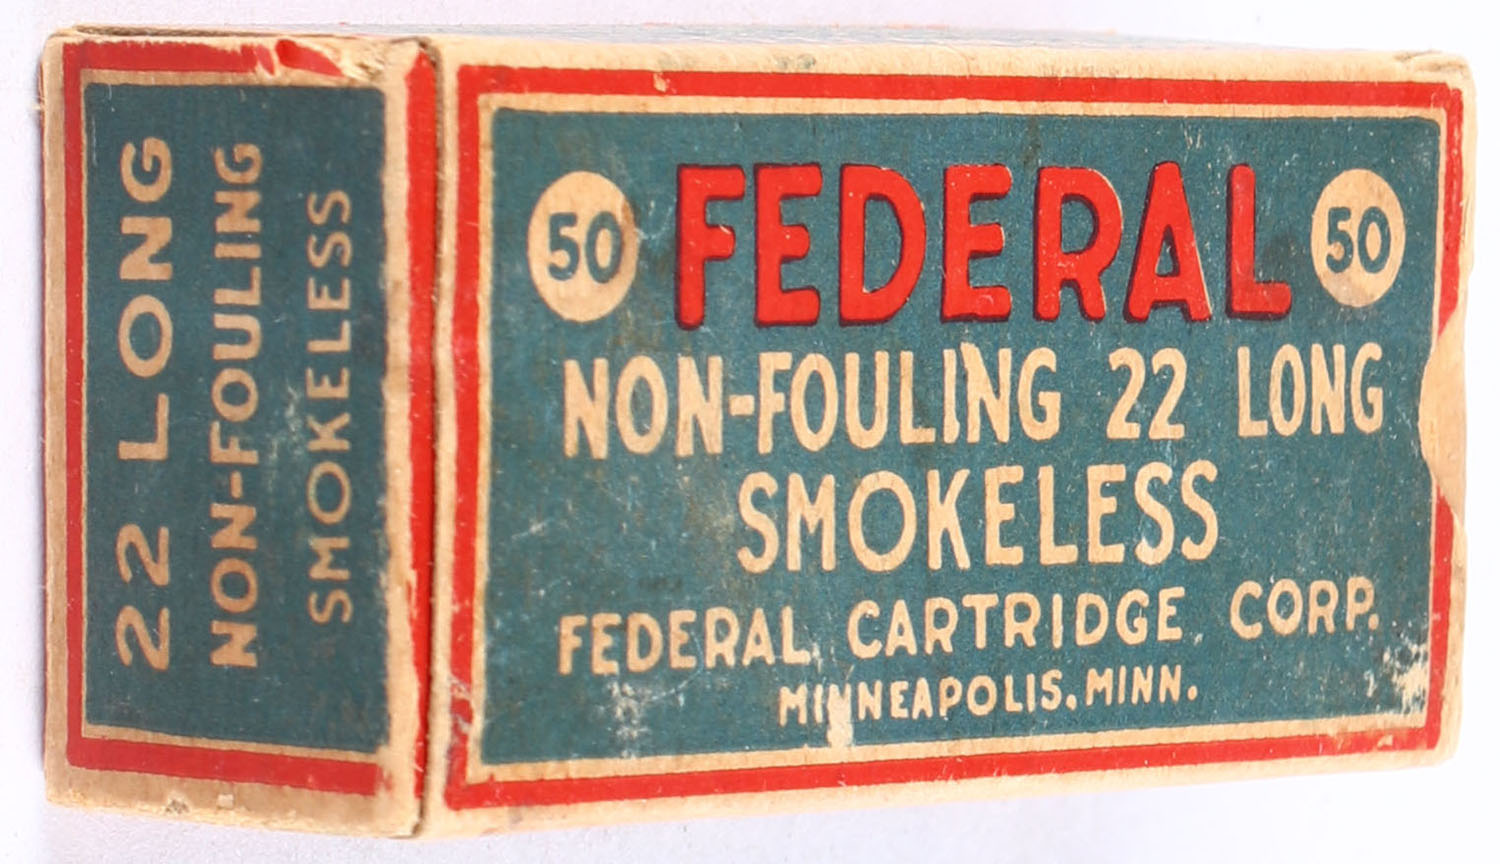 22 LONG
NON-FOULING
SMOKELESS
50 FEDERAL 50
NON-FOULING 22 LONG
SMOKELESS
FEDERAL CARTRIDGE CORP.
MINNEAPOLIS, MINN.